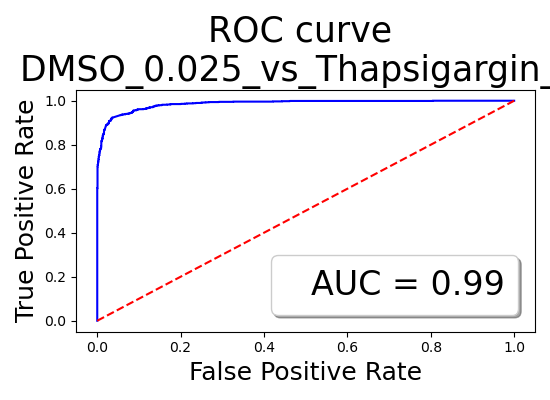 ROC curve
DMSO_0.025_vs_Thapsigargin_
True Positive Rate
1.0
0.8
0.6
0.4
0.2
0.0
AUC = 0.99
0.0 0.2 0.4 0.6 0.8 1.0
False Positive Rate